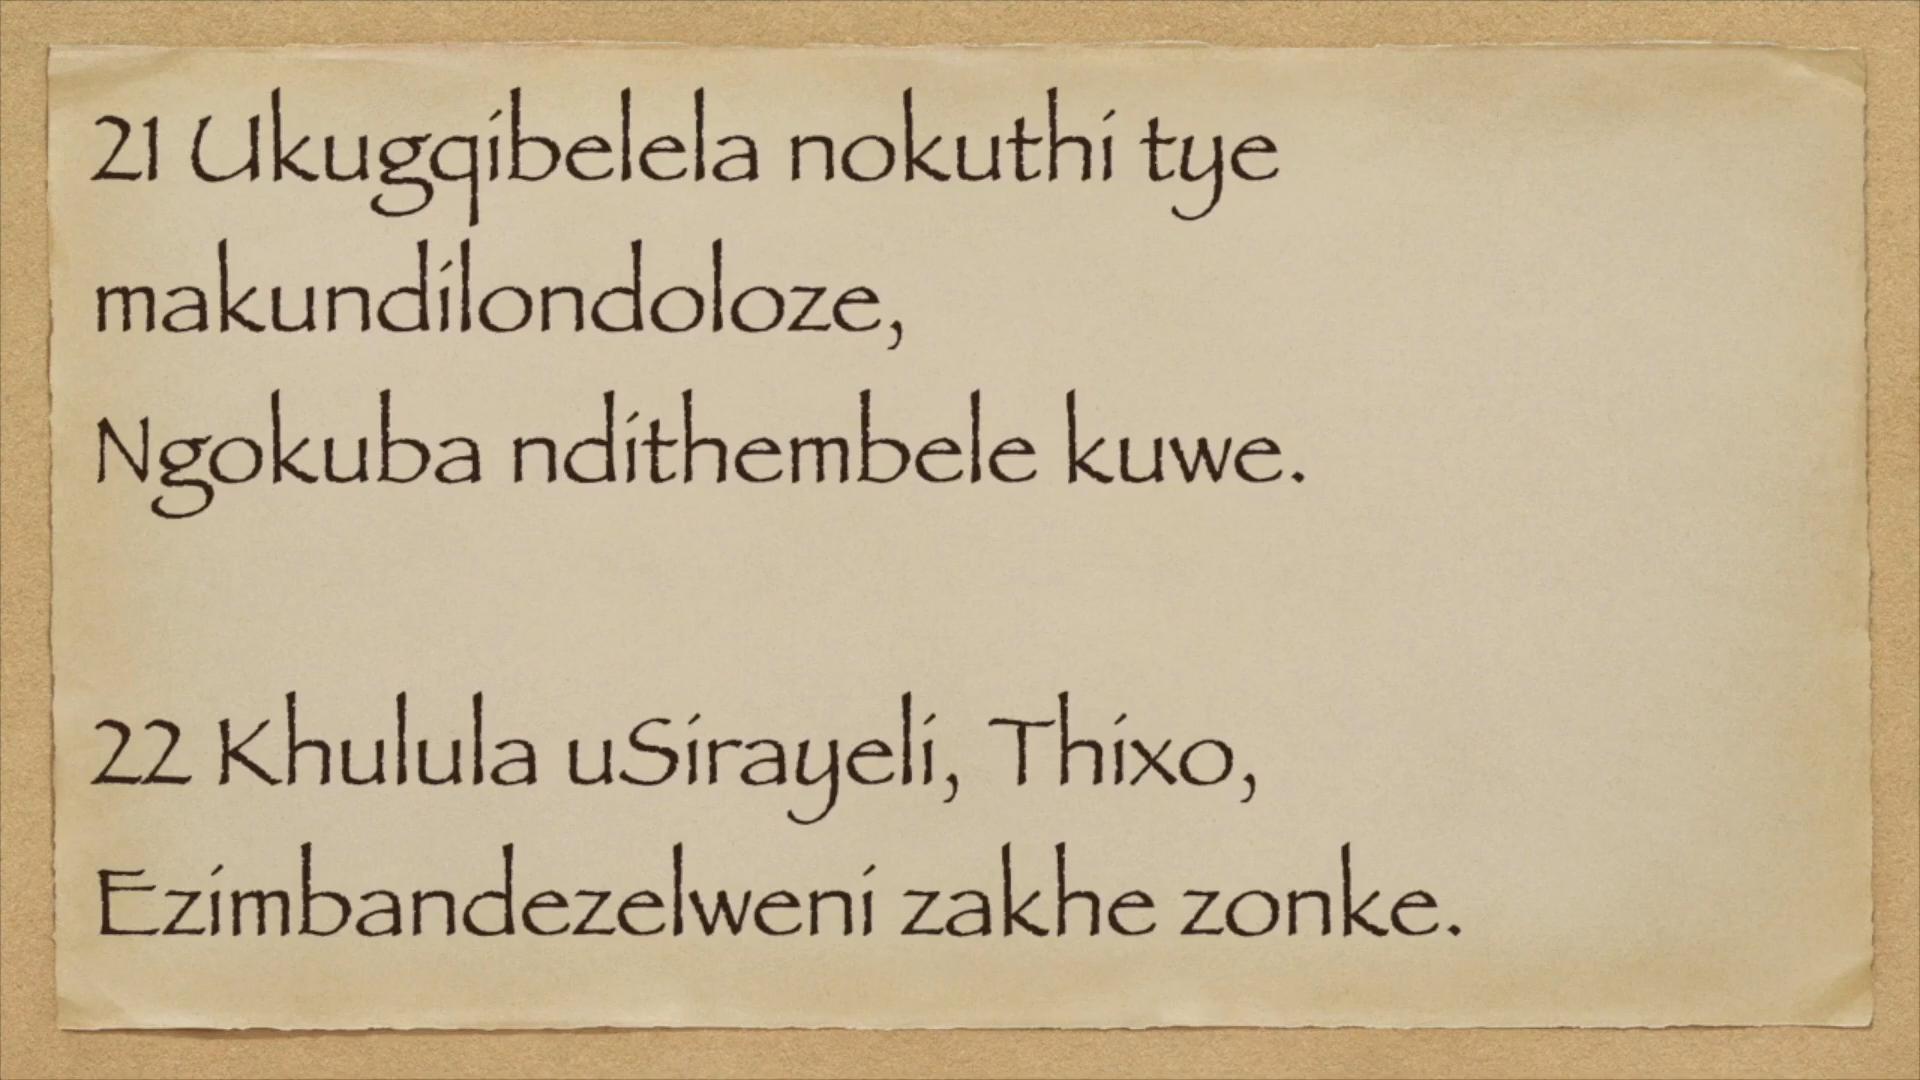 21 Ukugqibelela nokuthi tye
makundilondoloze,
Ngokuba ndithembele kuwe.
22 Khulula uSirayeli, Thixo,
Ezimbandezelweni zakhe zonke.